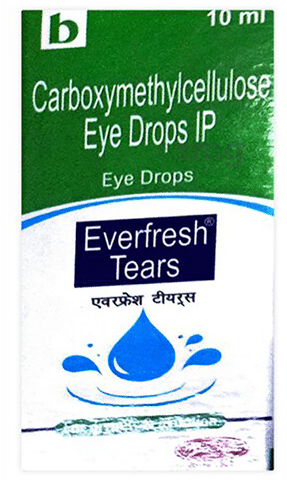 b
10 ml
Carboxymethylcellulose
Eye Drops IP
Eye Drops
Everfresh®
Tears
एवरफ्रेश टीयर्स